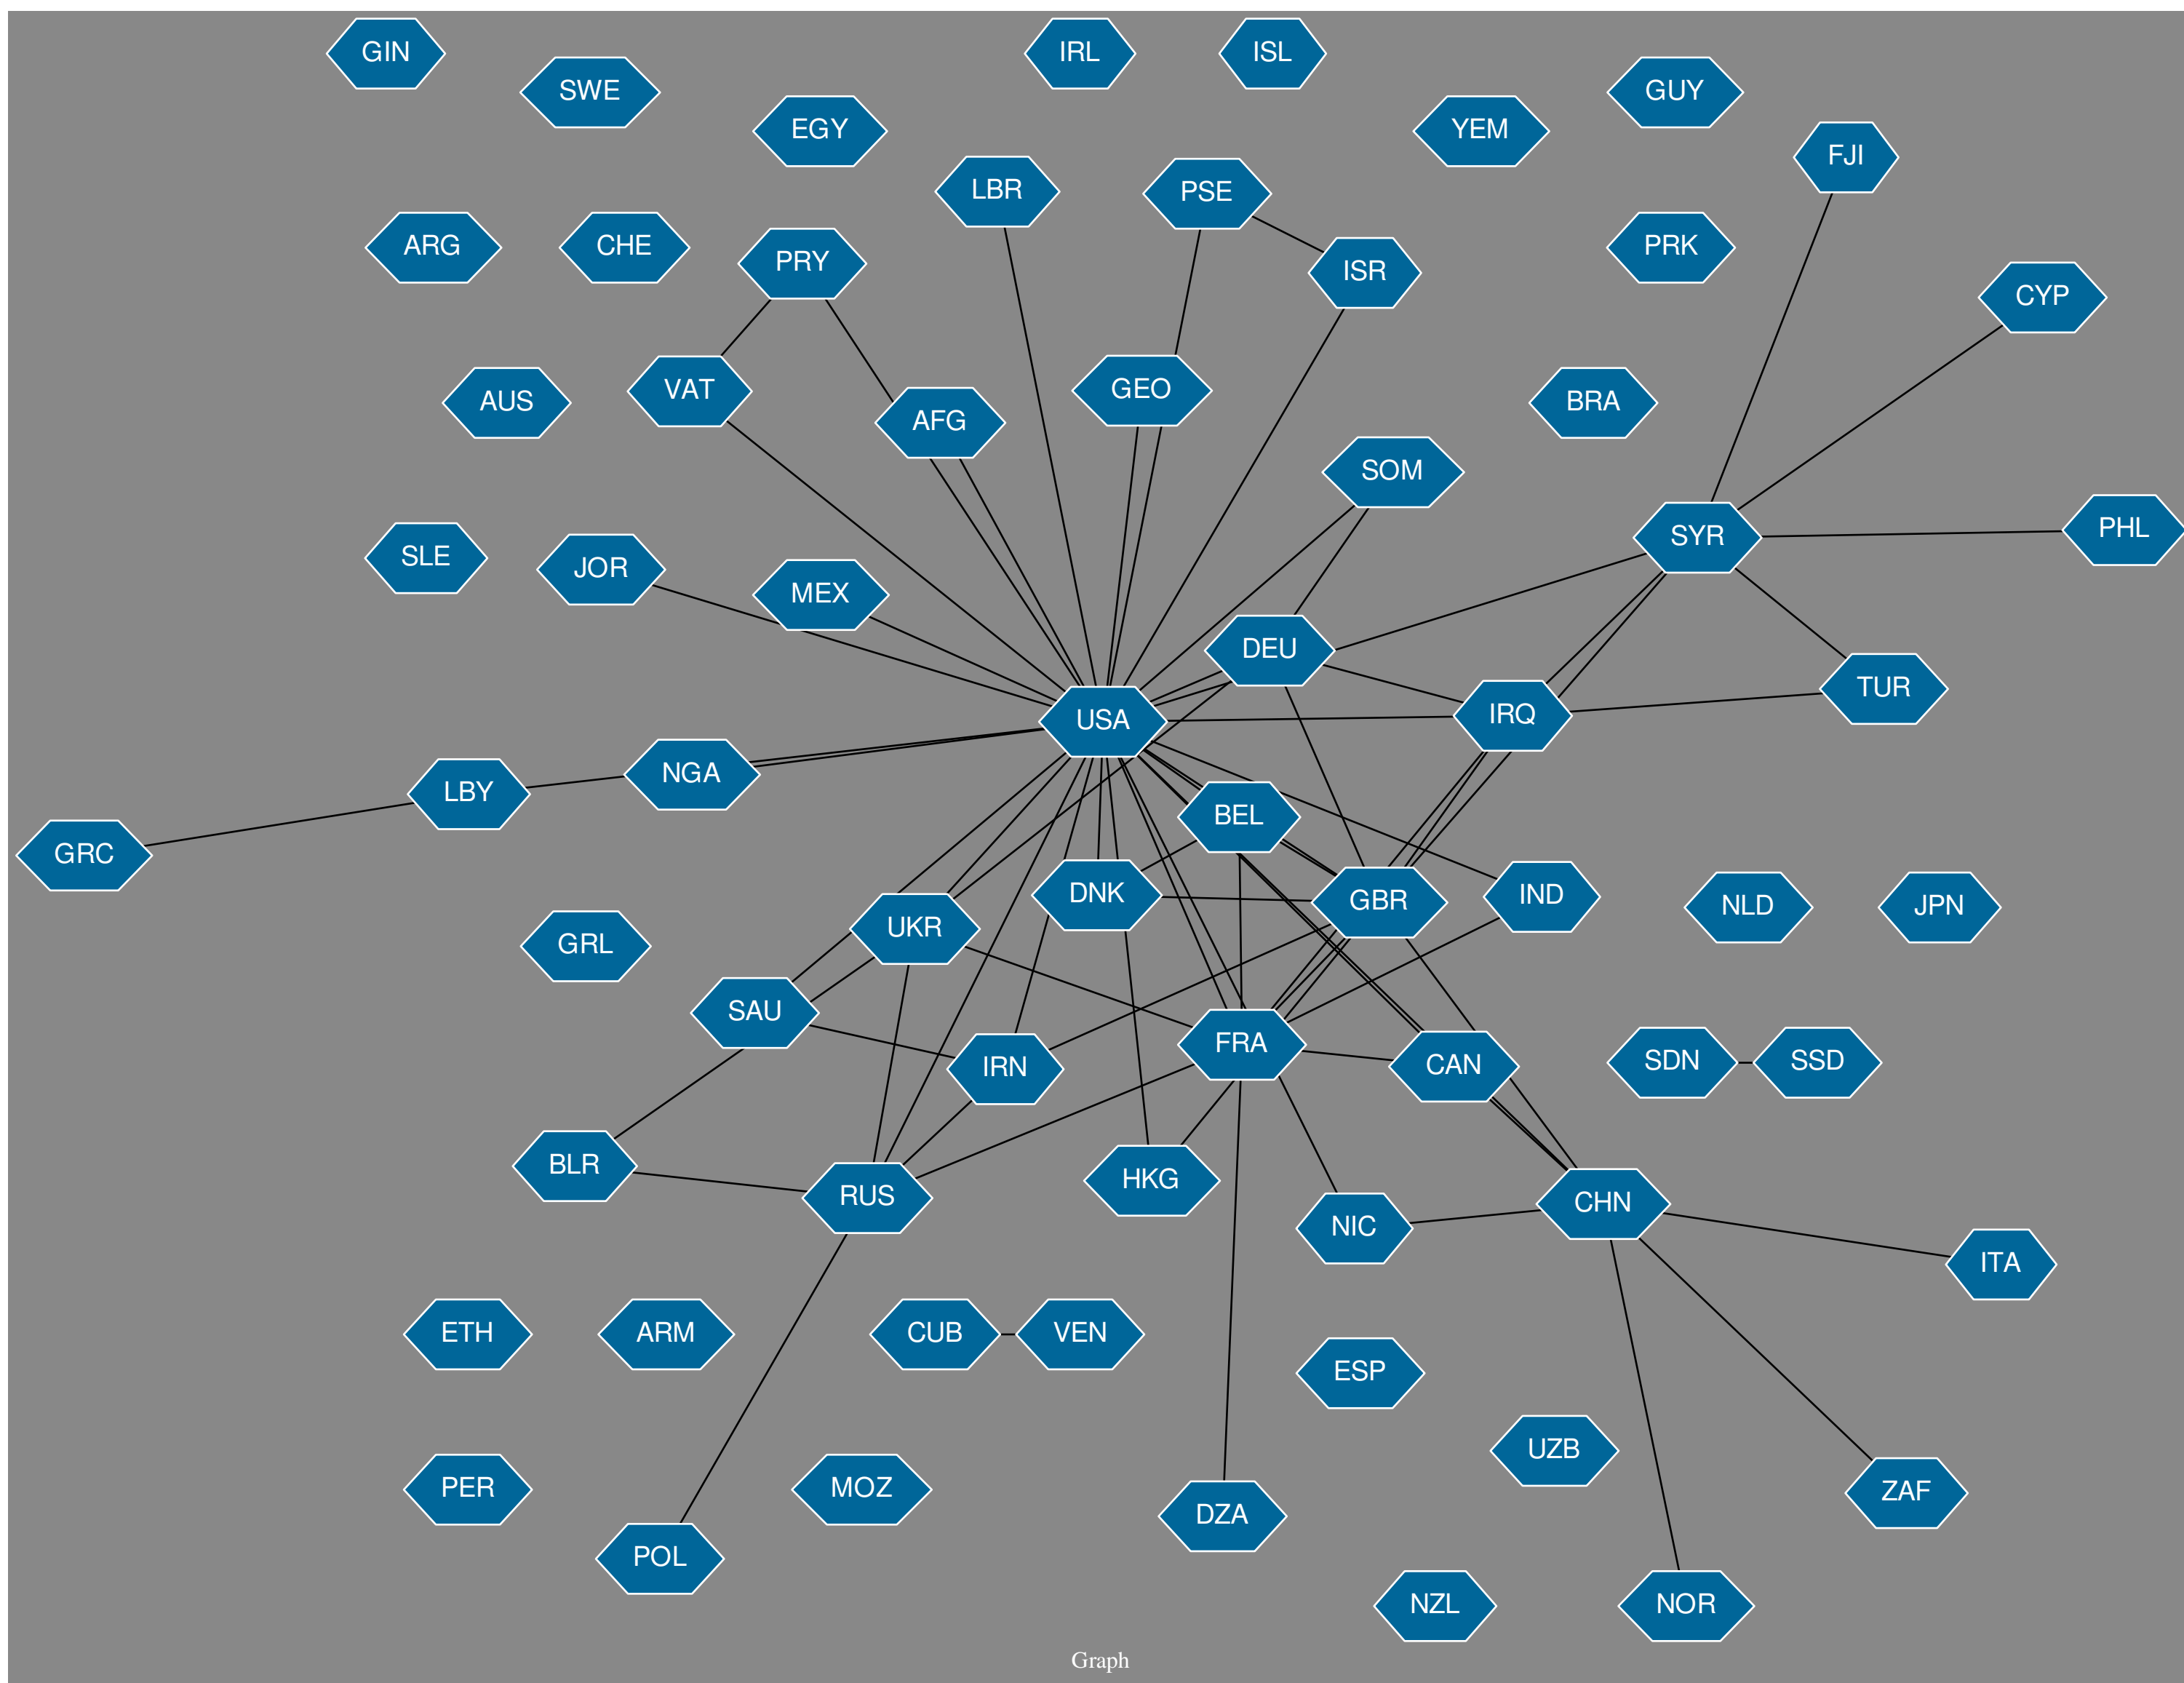 GIN
IRL
ISL
SWE
GUY
EGY
YEM
FJI
LBR
PSE
ARG
CHE
PRY
ISR
PRK
CYP
AUS
VAT
AFG
GEO
BRA
SOM
SLE
JOR
MEX
SYR
PHL
DEU
USA
IRQ
TUR
NGA
LBY
BEL
GRC
UKR
DNK
GBR
IND
NLD
JPN
GRL
SAU
IRN
FRA
CAN
SDN
SSD
BLR
RUS
HKG
NIC
CHN
ITA
ETH
ARM
CUB
VEN
ESP
UZB
PER
MOZ
DZA
ZAF
POL
NZL
NOR
Graph